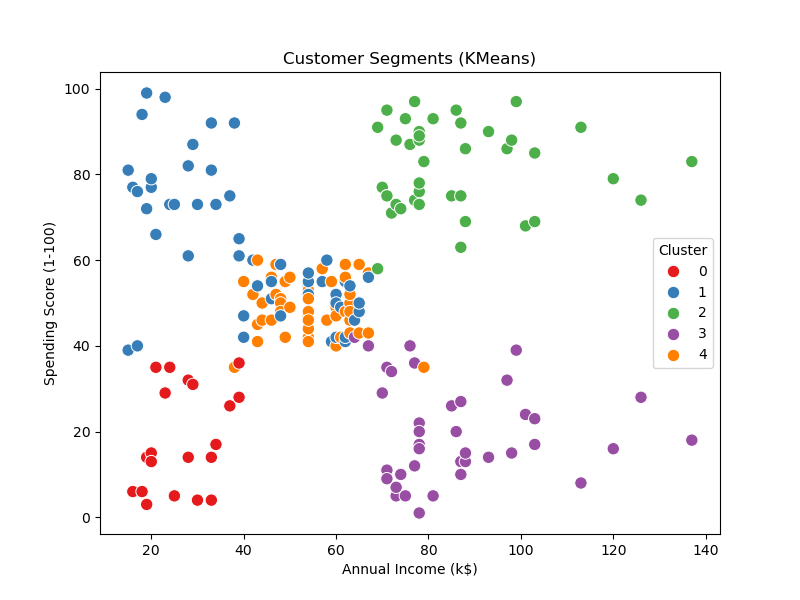 Customer Segments (KMeans)
100
80
60
40
20
0
Spending Score (1-100)
Cluster
0
1
2
3
4
20 40 60 80 100 120 140
Annual Income (k$)